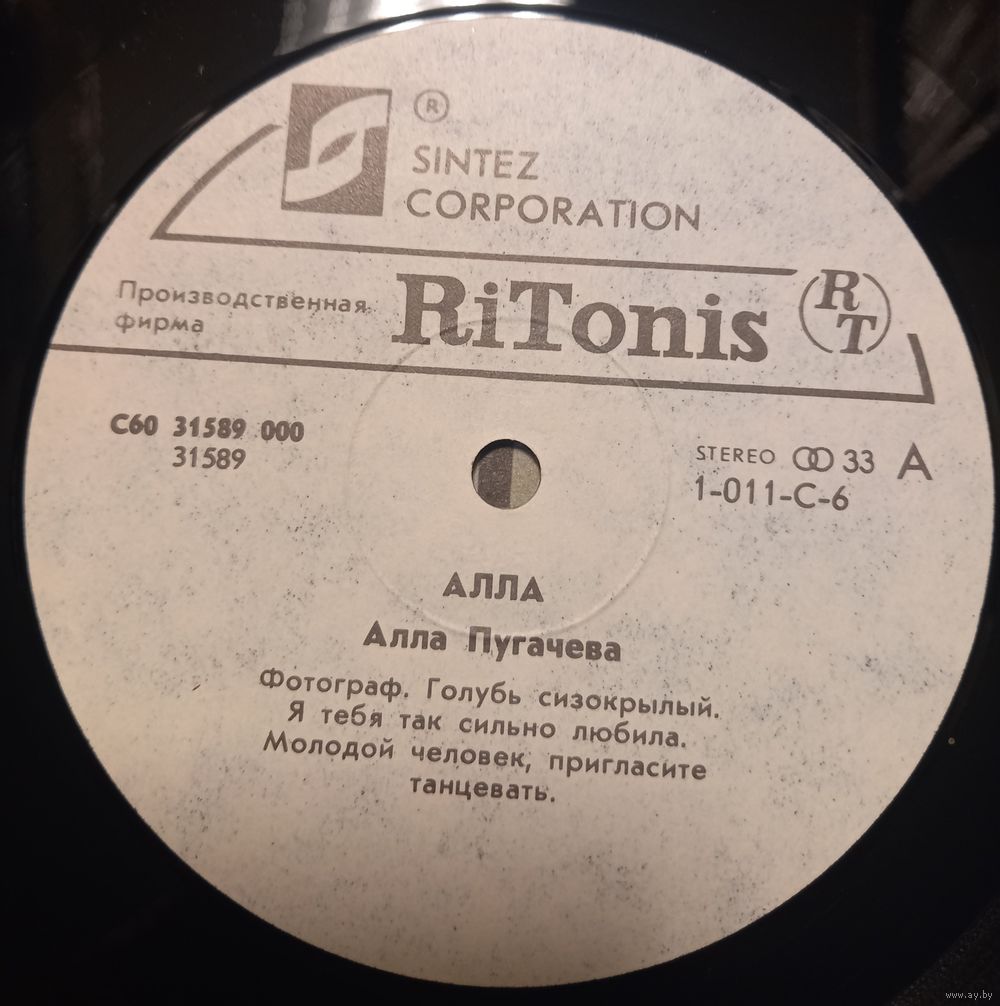 ®
SINTEZ
CORPORATION
Производственная
фирма
RiTonis
RT
С60 31589 000
31589
STEREO 33 A
1-011-С-6
АЛЛА
Алла Пугачева
Фотограф. Голубь сизокрылый.
Я тебя так сильно любила.
Молодой человек, пригласите
танцевать.
www.ay.by